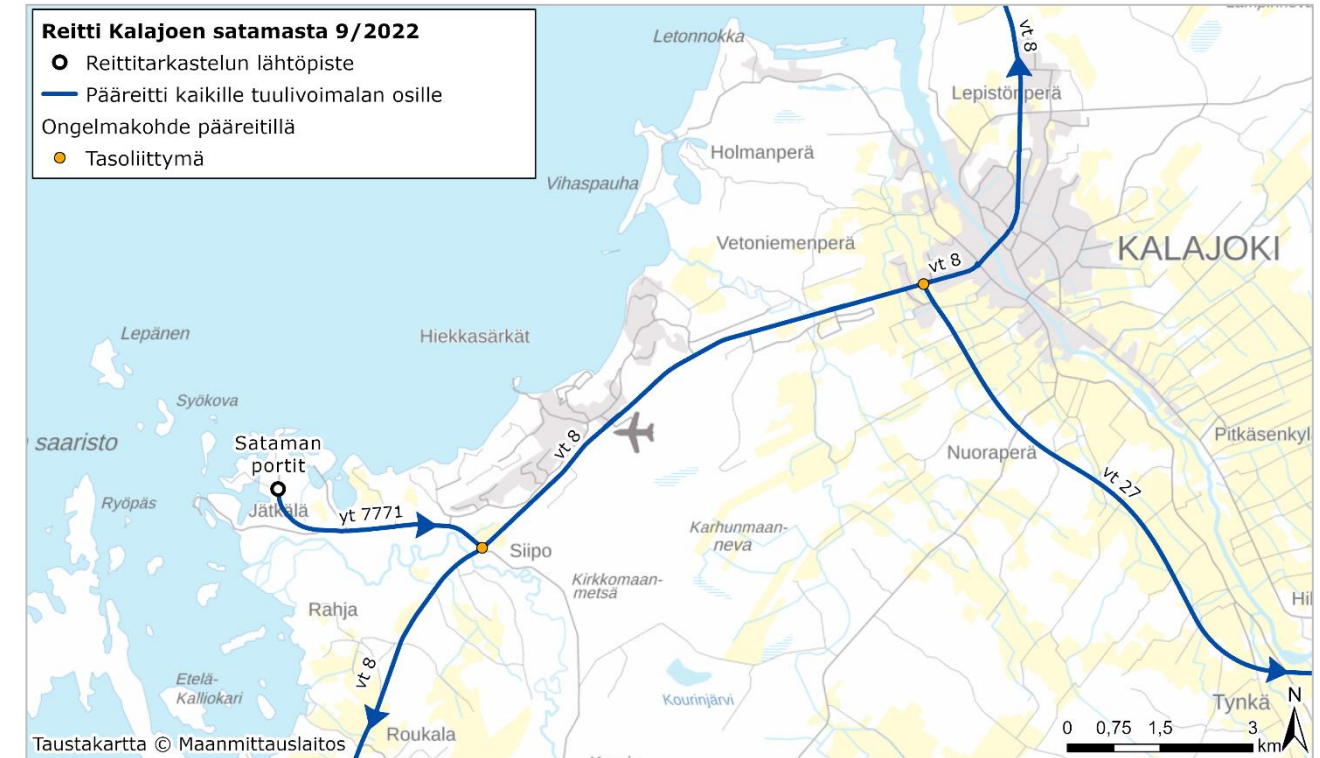 Reitti Kalajoen satamasta 9/2022
Reittitarkastelun lähtöpiste
Pääreitti kaikille tuulivoimalan osille
Ongelmakohde pääreitillä
Tasoliittymä
Letonnokka
vt 8
Lepistönperä
Holmanperä
Vihaspauha
Vetoniemenperä
KALAJOKI
vt 8
Lepänen
Hiekkasärkät
Syökova
saaristo
Sataman
portit
vt 8
Nuoraperä
Pitkäsenkyl
Ryöpäs
Jätkälä
yt 7771
vt 27
Karhunmaan-
neva
Siipo
Kirkkomaan-
metsä
Rahja
Hil
vt 8
Etelä-
Kalliokari
Kourinjärvi
Tynkä
N
Roukala
0 0,75 1,5 3
km
Taustakartta © Maanmittauslaitos